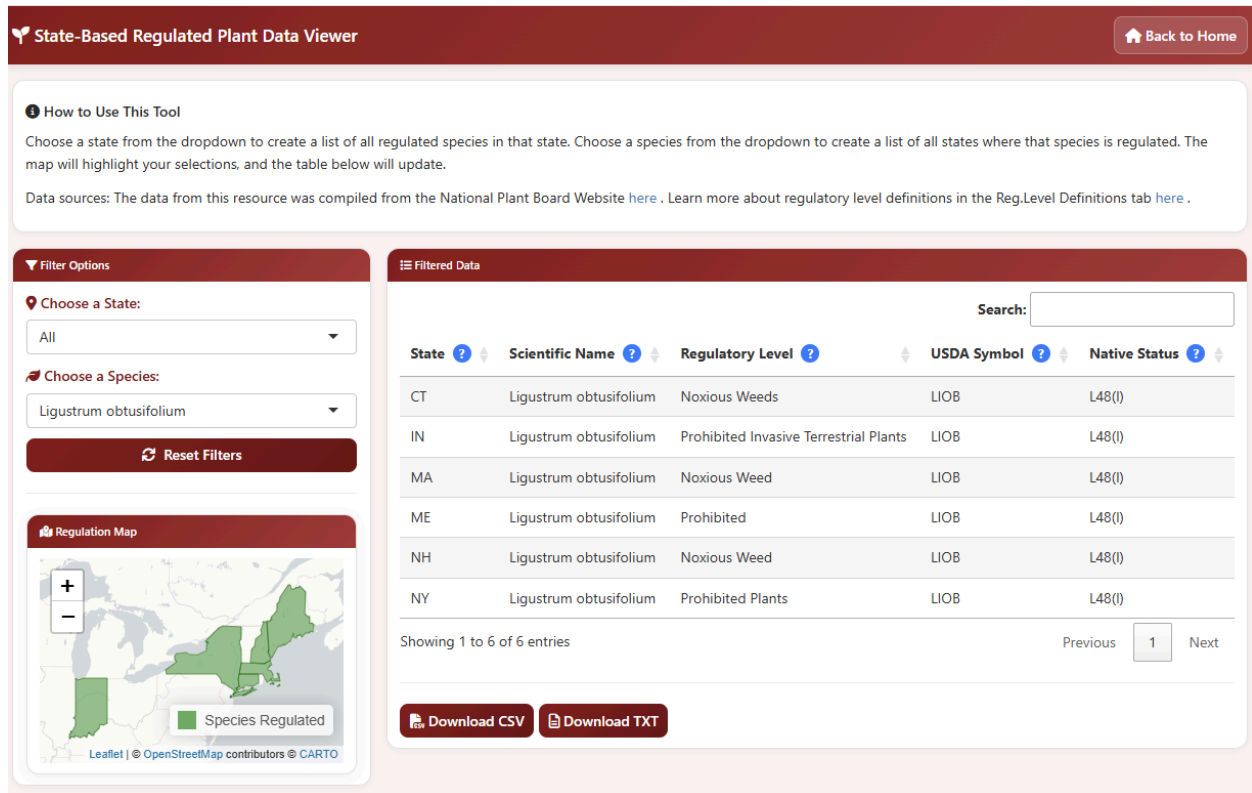 State-Based Regulated Plant Data Viewer
Back to Home
How to Use This Tool
Choose a state from the dropdown to create a list of all regulated species in that state. Choose a species from the dropdown to create a list of all states where that species is regulated. The
map will highlight your selections, and the table below will update.
Data sources: The data from this resource was compiled from the National Plant Board Website here . Learn more about regulatory level definitions in the Reg.Level Definitions tab here .
Filter Options
Choose a State:
All
Choose a Species:
Ligustrum obtusifolium
Reset Filters
Regulation Map
+
−
Species Regulated
Leaflet | © OpenStreetMap contributors © CARTO
Filtered Data
Search:
State ? Scientific Name ? Regulatory Level ? USDA Symbol ? Native Status ?
CT Ligustrum obtusifolium Noxious Weeds LIOB L48(I)
IN Ligustrum obtusifolium Prohibited Invasive Terrestrial Plants LIOB L48(I)
MA Ligustrum obtusifolium Noxious Weed LIOB L48(I)
ME Ligustrum obtusifolium Prohibited LIOB L48(I)
NH Ligustrum obtusifolium Noxious Weed LIOB L48(I)
NY Ligustrum obtusifolium Prohibited Plants LIOB L48(I)
Showing 1 to 6 of 6 entries
Previous 1 Next
Download CSV
Download TXT